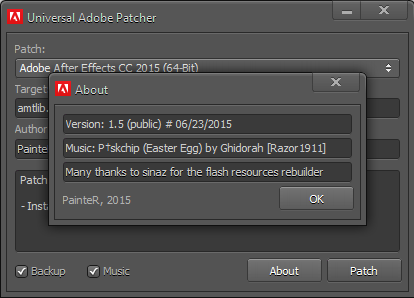 Universal Adobe Patcher
Patch:
Adobe After Effects CC 2015 (64-Bit)
Target
amtlib.
Author
Painte
Patch
- Insta
About
Version: 1.5 (public) # 06/23/2015
Music: P†skchip (Easter Egg) by Ghidorah [Razor1911]
Many thanks to sinaz for the flash resources rebuilder
PainteR, 2015
OK
Backup
Music
About
Patch